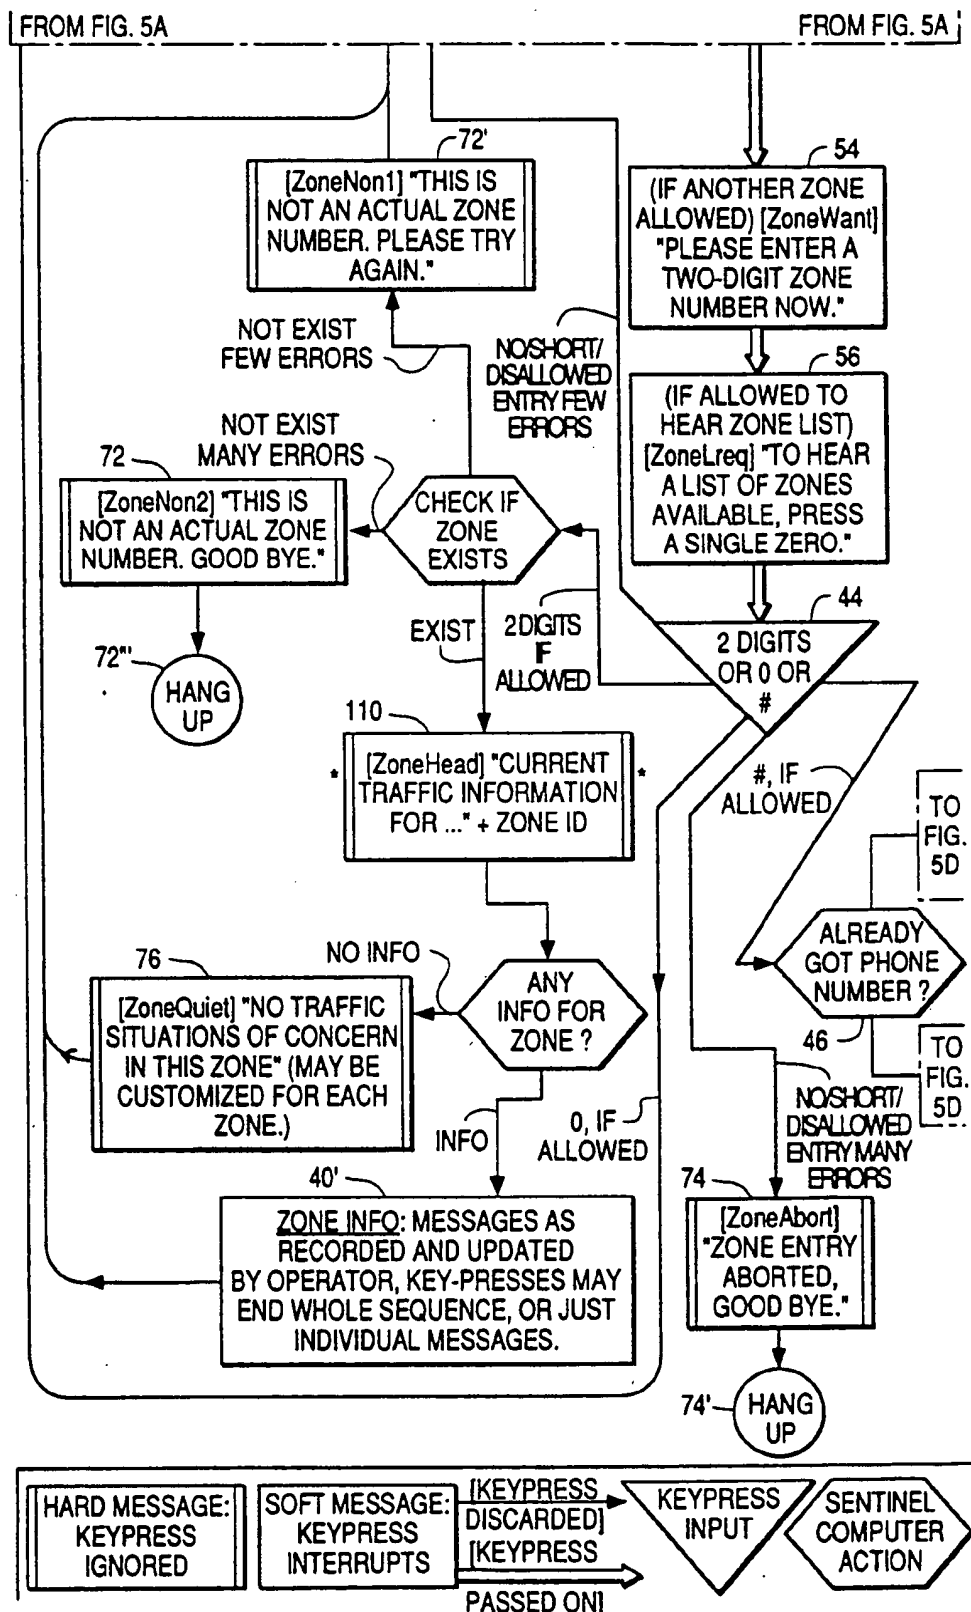 FROM FIG. 5A
FROM FIG. 5A
72'
[ZoneNon1] "THIS IS
NOT AN ACTUAL ZONE
NUMBER. PLEASE TRY
AGAIN."
54
(IF ANOTHER ZONE
ALLOWED) [ZoneWant]
"PLEASE ENTER A
TWO-DIGIT ZONE
NUMBER NOW."
NOT EXIST
FEW ERRORS
NO/SHORT/
DISALLOWED
ENTRY FEW
ERRORS
56
(IF ALLOWED TO
HEAR ZONE LIST)
[ZoneLreq] "TO HEAR
A LIST OF ZONES
AVAILABLE, PRESS
A SINGLE ZERO."
NOT EXIST
MANY ERRORS
72
[ZoneNon2] "THIS IS
NOT AN ACTUAL ZONE
NUMBER. GOOD BYE."
CHECK IF
ZONE
EXISTS
44
2 DIGITS
OR 0 OR
#
EXIST
2 DIGITS
IF
ALLOWED
72'''
HANG
UP
110
* [ZoneHead] "CURRENT *
TRAFFIC INFORMATION
FOR ..." + ZONE ID
#, IF
ALLOWED
TO
FIG.
5D
ALREADY
GOT PHONE
NUMBER ?
46
TO
FIG.
5D
76
NO INFO
[ZoneQuiet] "NO TRAFFIC
SITUATIONS OF CONCERN
IN THIS ZONE" (MAY BE
CUSTOMIZED FOR EACH
ZONE.)
ANY
INFO FOR
ZONE ?
INFO
0, IF
ALLOWED
NO/SHORT/
DISALLOWED
ENTRY MANY
ERRORS
40'
ZONE INFO: MESSAGES AS
RECORDED AND UPDATED
BY OPERATOR, KEY-PRESSES MAY
END WHOLE SEQUENCE, OR JUST
INDIVIDUAL MESSAGES.
74
[ZoneAbort]
"ZONE ENTRY
ABORTED,
GOOD BYE."
74'
HANG
UP
HARD MESSAGE:
KEYPRESS
IGNORED
SOFT MESSAGE:
KEYPRESS
INTERRUPTS
[KEYPRESS
DISCARDED]
[KEYPRESS
PASSED ON]
KEYPRESS
INPUT
SENTINEL
COMPUTER
ACTION